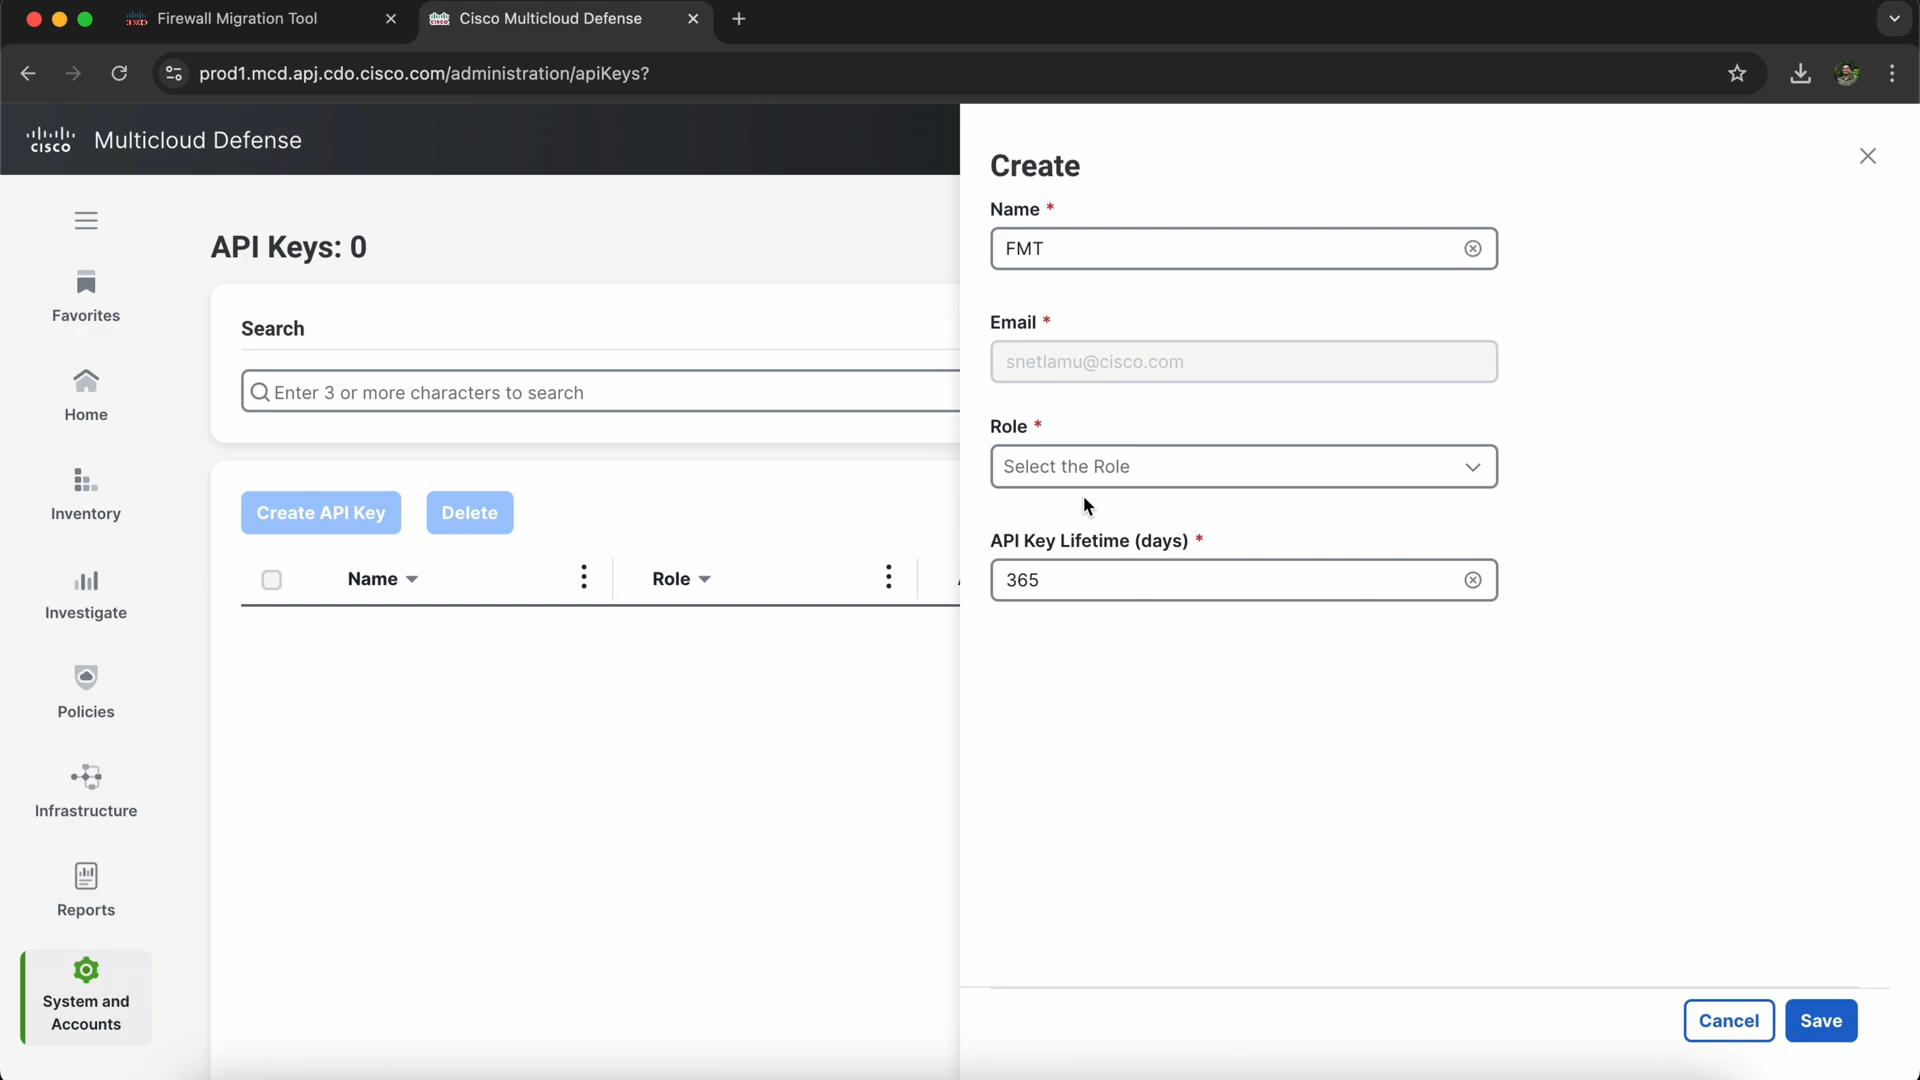 Firewall Migration Tool
Cisco Multicloud Defense
prod1.mcd.apj.cdo.cisco.com/administration/apiKeys?
CISCO
Multicloud Defense
Favorites
Home
Inventory
Investigate
Policies
Infrastructure
Reports
System and
Accounts
API Keys: 0
Search
Enter 3 or more characters to search
Create API Key
Delete
Name
Role
Create
Name *
FMT
Email *
snetlamu@cisco.com
Role *
Select the Role
API Key Lifetime (days) *
365
Cancel
Save